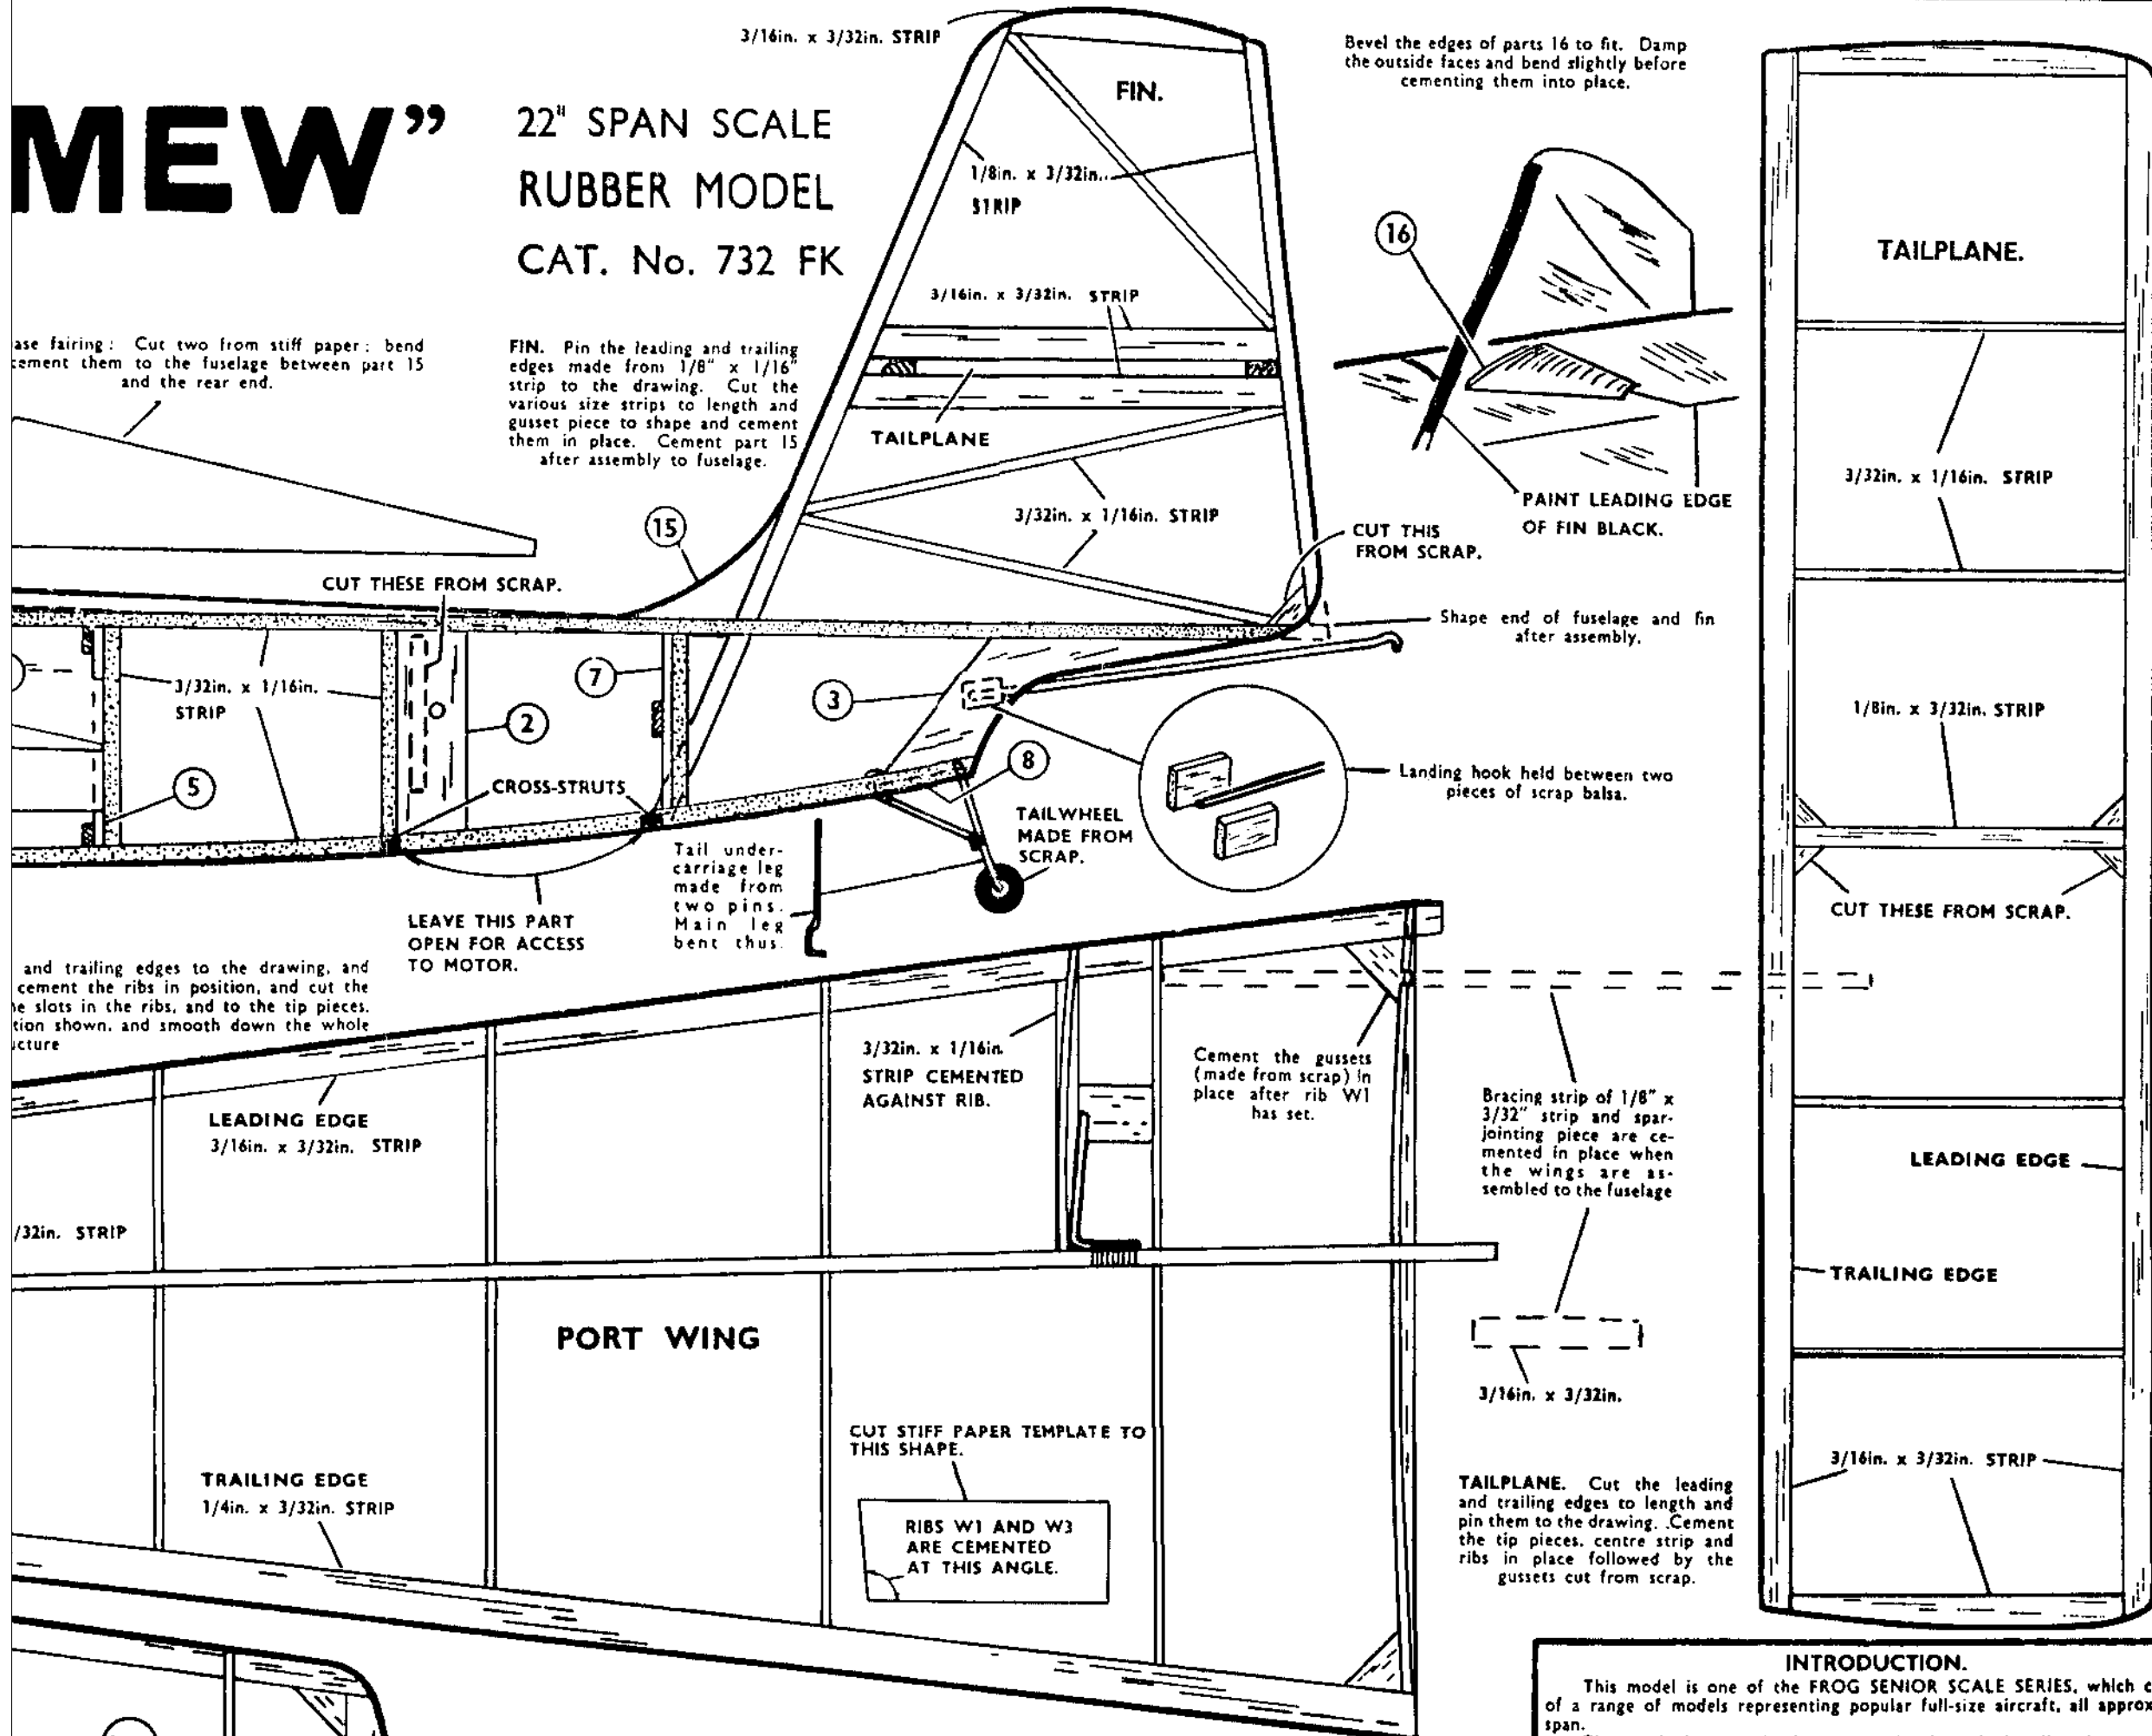 MEW”
22" SPAN SCALE
RUBBER MODEL
CAT. No. 732 FK
3/16in. x 3/32in. STRIP
FIN.
1/8in. x 3/32in.
STRIP
3/16in. x 3/32in. STRIP
TAILPLANE
3/32in. x 1/16in. STRIP
Bevel the edges of parts 16 to fit. Damp
the outside faces and bend slightly before
cementing them into place.
16
PAINT LEADING EDGE
OF FIN BLACK.
CUT THIS
FROM SCRAP.
Shape end of fuselage and fin
after assembly.
ase fairing: Cut two from stiff paper: bend
cement them to the fuselage between part 15
and the rear end.
FIN. Pin the leading and trailing
edges made from 1/8" x 1/16"
strip to the drawing. Cut the
various size strips to length and
gusset piece to shape and cement
them in place. Cement part 15
after assembly to fuselage.
15
CUT THESE FROM SCRAP.
3/32in. x 1/16in.
STRIP
7
2
3
5
8
CROSS-STRUTS
TAILWHEEL
MADE FROM
SCRAP.
Landing hook held between two
pieces of scrap balsa.
Tail under-
carriage leg
made from
two pins.
Main leg
bent thus.
LEAVE THIS PART
OPEN FOR ACCESS
TO MOTOR.
and trailing edges to the drawing, and
cement the ribs in position, and cut the
e slots in the ribs, and to the tip pieces.
tion shown, and smooth down the whole
cture
LEADING EDGE
3/16in. x 3/32in. STRIP
3/32in. x 1/16in.
STRIP CEMENTED
AGAINST RIB.
Cement the gussets
(made from scrap) in
place after rib W1
has set.
Bracing strip of 1/8" x
3/32" strip and spar-
jointing piece are ce-
mented in place when
the wings are as-
sembled to the fuselage
/32in. STRIP
PORT WING
3/16in. x 3/32in.
CUT STIFF PAPER TEMPLATE TO
THIS SHAPE.
RIBS W1 AND W3
ARE CEMENTED
AT THIS ANGLE.
TRAILING EDGE
1/4in. x 3/32in. STRIP
TAILPLANE. Cut the leading
and trailing edges to length and
pin them to the drawing. .Cement
the tip pieces, centre strip and
ribs in place followed by the
gussets cut from scrap.
TAILPLANE.
3/32in. x 1/16in. STRIP
1/8in. x 3/32in. STRIP
CUT THESE FROM SCRAP.
LEADING EDGE
TRAILING EDGE
3/16in. x 3/32in. STRIP
INTRODUCTION.
This model is one of the FROG SENIOR SCALE SERIES, which c
of a range of models representing popular full-size aircraft, all approx
span.